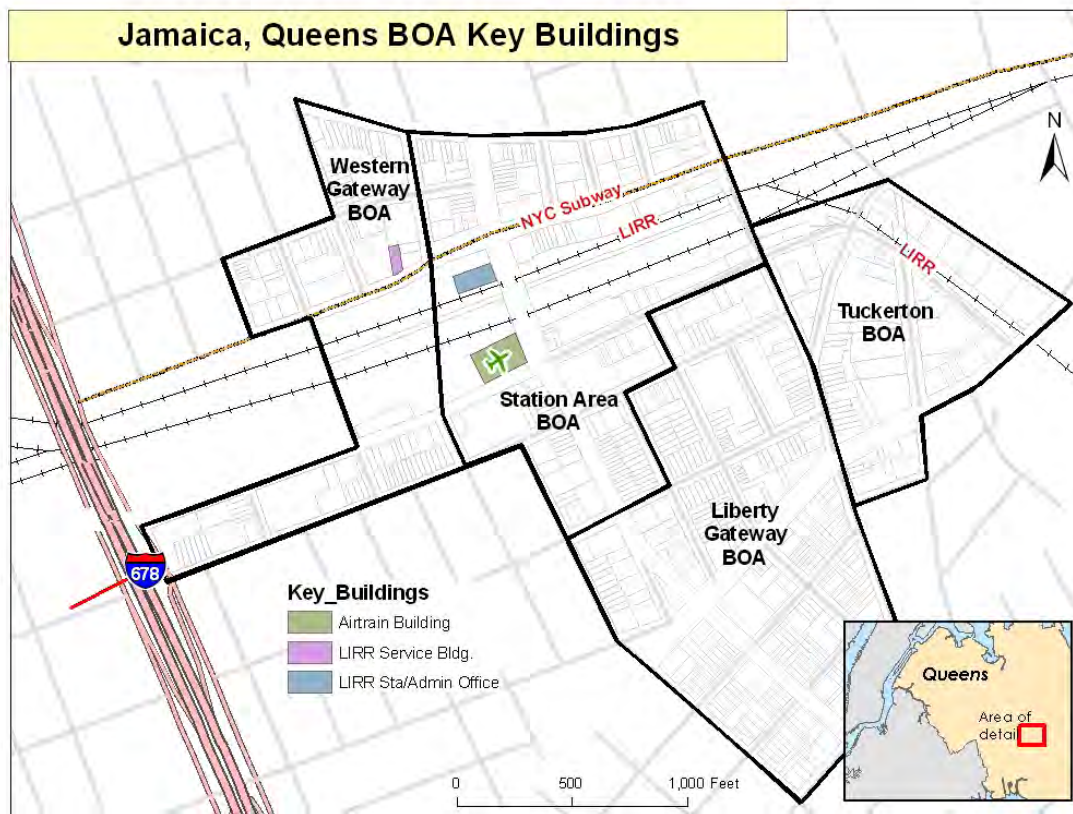 Jamaica, Queens BOA Key Buildings
N
Western
Gateway
BOA
NYC Subway
LIRR
LIRR
Tuckerton
BOA
Station Area
BOA
Liberty
Gateway
BOA
678
Key_Buildings
Airtrain Building
LIRR Service Bldg.
LIRR Sta/Admin Office
0 500 1,000 Feet
Queens
Area of
detail